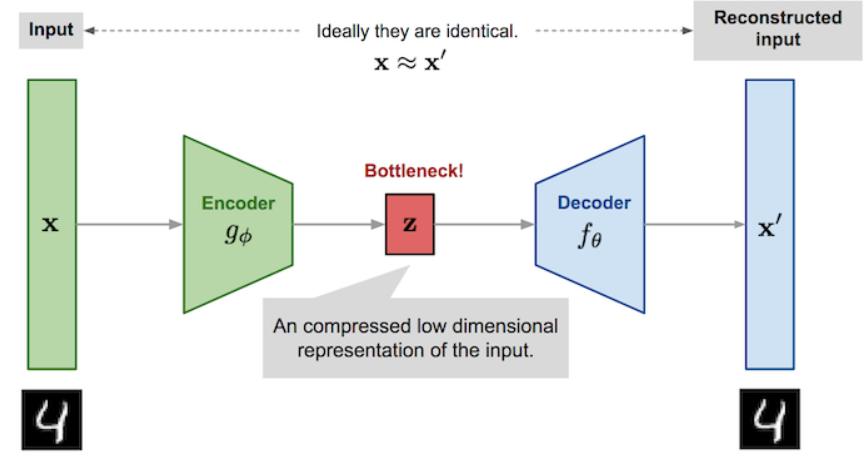 Input
Ideally they are identical.
x ≈ x′
Reconstructed
input
Bottleneck!
x
Encoder
gϕ
z
Decoder
fθ
x′
An compressed low dimensional
representation of the input.
4
4